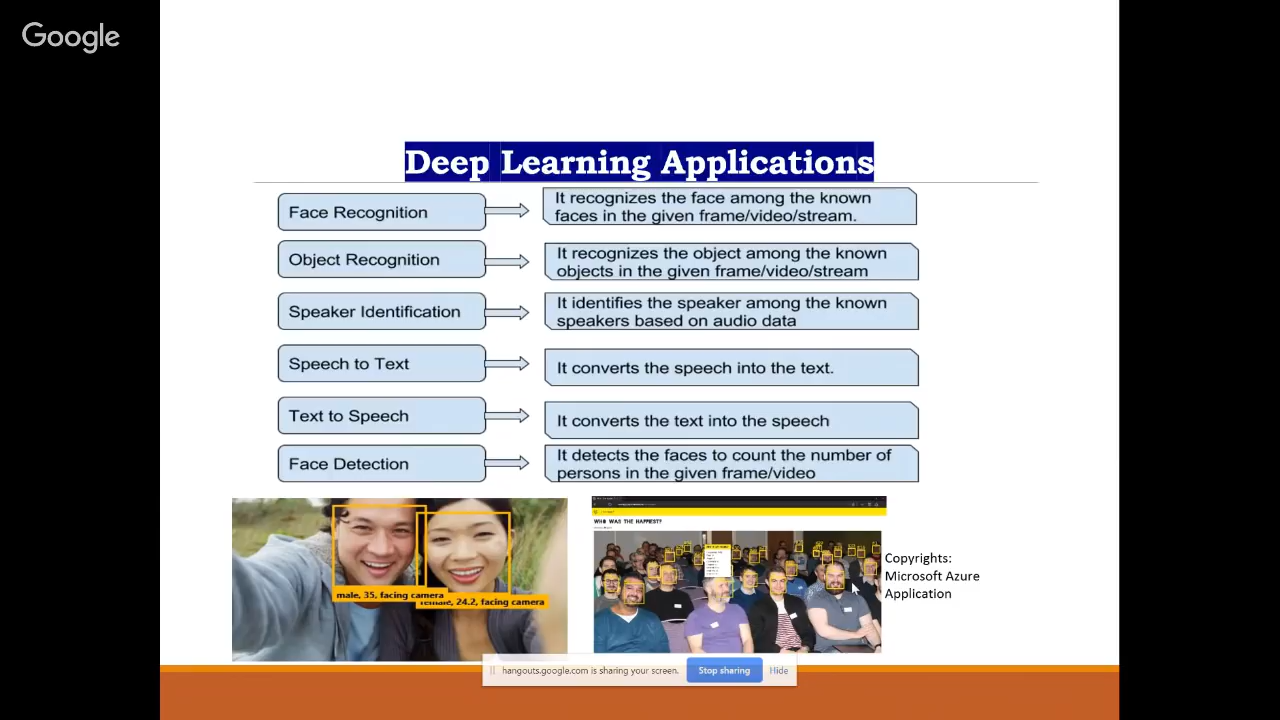 Google
Deep Learning Applications
Face Recognition
It recognizes the face among the known
faces in the given frame/video/stream.
Object Recognition
It recognizes the object among the known
objects in the given frame/video/stream
Speaker Identification
It identifies the speaker among the known
speakers based on audio data
Speech to Text
It converts the speech into the text.
Text to Speech
It converts the text into the speech
Face Detection
It detects the faces to count the number of
persons in the given frame/video
male, 35, facing camera
female, 24.2, facing camera
WHO WAS THE HAPPIEST?
Copyrights:
Microsoft Azure
Application
hangouts.google.com is sharing your screen.
Stop sharing
Hide